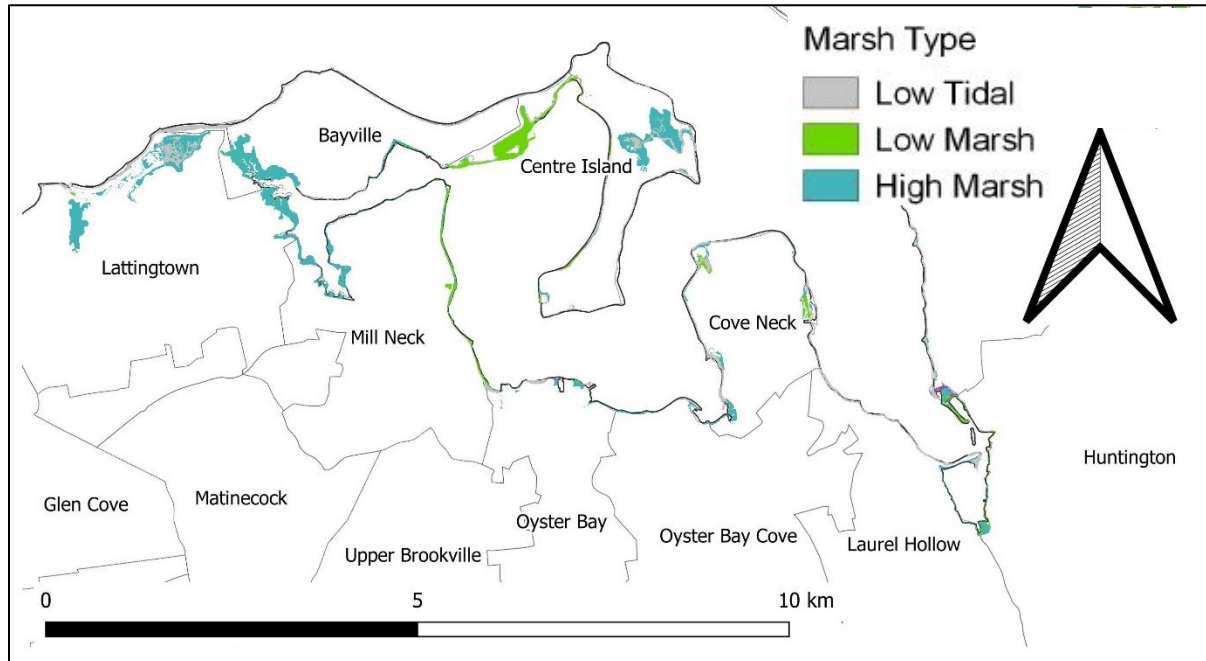 Marsh Type
Low Tidal
Low Marsh
High Marsh
Bayville
Centre Island
Lattingtown
Mill Neck
Cove Neck
Huntington
Glen Cove
Matinecock
Oyster Bay
Upper Brookville
Oyster Bay Cove
Laurel Hollow
0 5 10 km